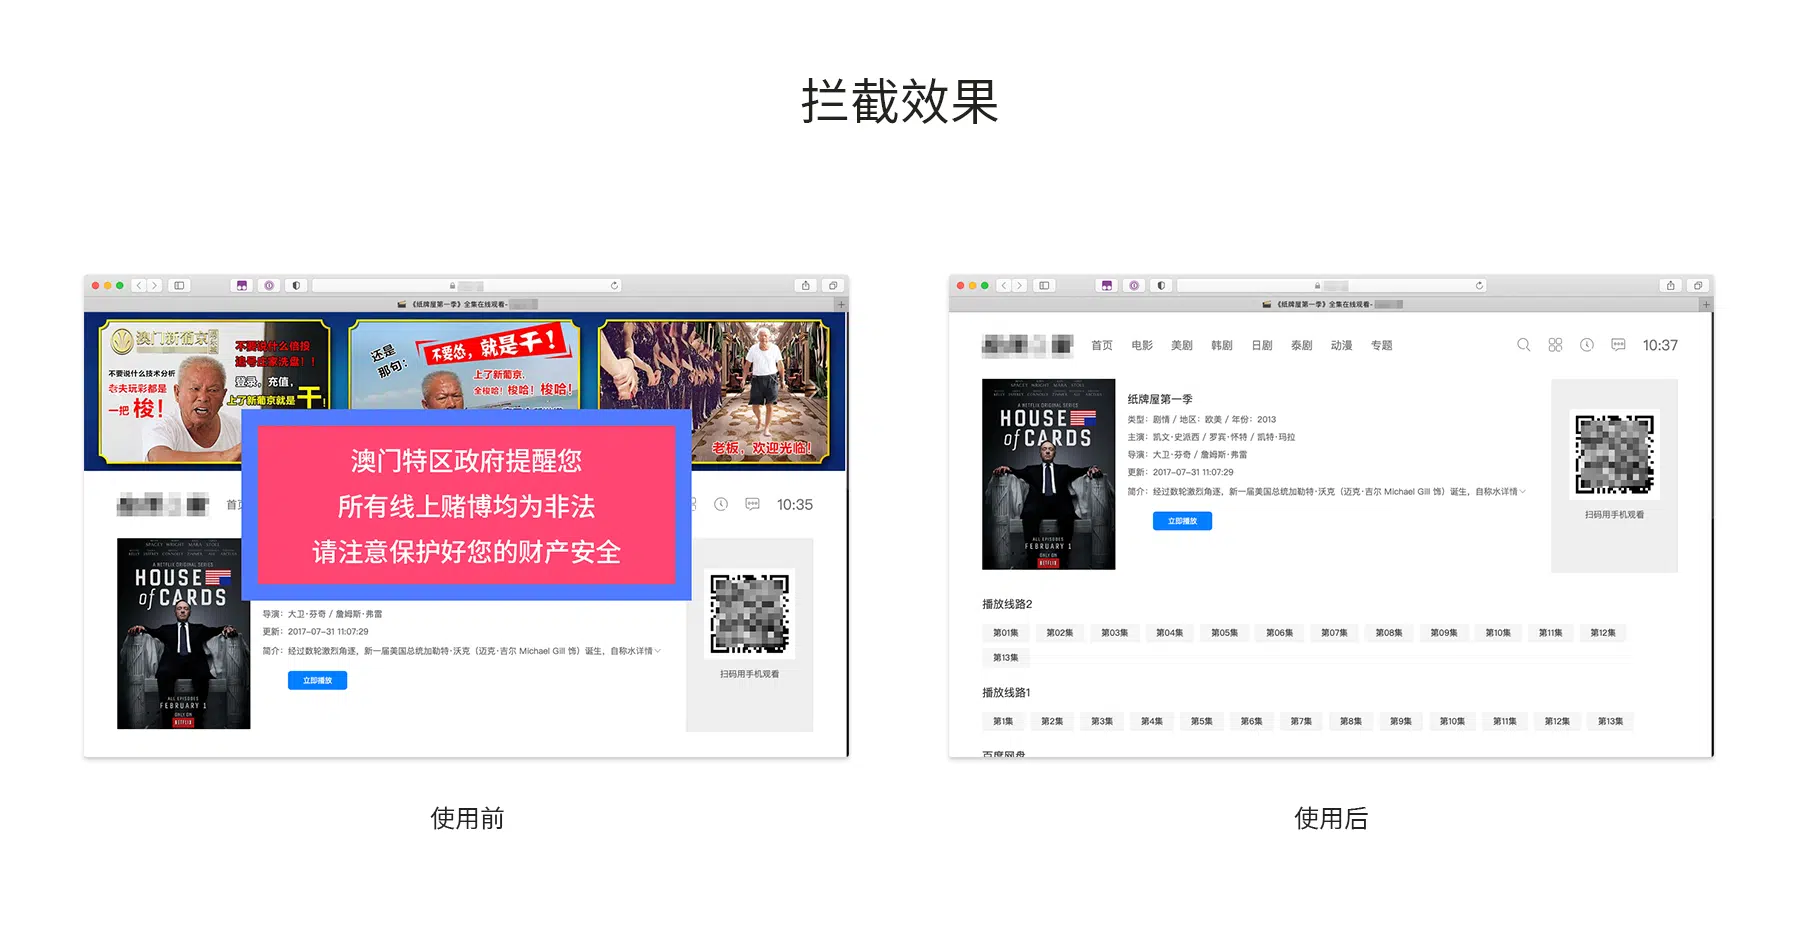 拦截效果
《纸牌屋第一季》全集在线观看-
澳门新葡京
不要说什么倍投
追号庄家洗盘!!
不要说什么技术分析
登录,充值,
老夫玩彩都是
一把梭!
上了新葡京就是干!
还是
那句:
不要怂,就是干!
上了新葡京,
全梭哈!梭哈!梭哈!
老板,欢迎光临!
澳门特区政府提醒您
所有线上赌博均为非法
请注意保护好您的财产安全
首页
10:35
A NETFLIX ORIGINAL SERIES
HOUSE
of CARDS
ALL EPISODES
FEBRUARY 1
ONLY ON
NETFLIX
导演:大卫·芬奇 / 詹姆斯·弗雷
更新:2017-07-31 11:07:29
简介:经过数轮激烈角逐,新一届美国总统加勒特·沃克(迈克·吉尔 Michael Gill 饰)诞生,自称水详情
立即播放
扫码用手机观看
使用前
《纸牌屋第一季》全集在线观看-
首页 电影 美剧 韩剧 日剧 泰剧 动漫 专题
10:37
A NETFLIX ORIGINAL SERIES
HOUSE
of CARDS
ALL EPISODES
FEBRUARY 1
ONLY ON
NETFLIX
纸牌屋第一季
类型:剧情 / 地区:欧美 / 年份:2013
主演:凯文·史派西 / 罗宾·怀特 / 凯特·玛拉
导演:大卫·芬奇 / 詹姆斯·弗雷
更新:2017-07-31 11:07:29
简介:经过数轮激烈角逐,新一届美国总统加勒特·沃克(迈克·吉尔 Michael Gill 饰)诞生,自称水详情
立即播放
扫码用手机观看
播放线路2
第01集 第02集 第03集 第04集 第05集 第06集 第07集 第08集 第09集 第10集 第11集 第12集
第13集
播放线路1
第1集 第2集 第3集 第4集 第5集 第6集 第7集 第8集 第9集 第10集 第11集 第12集 第13集
百度网盘
使用后